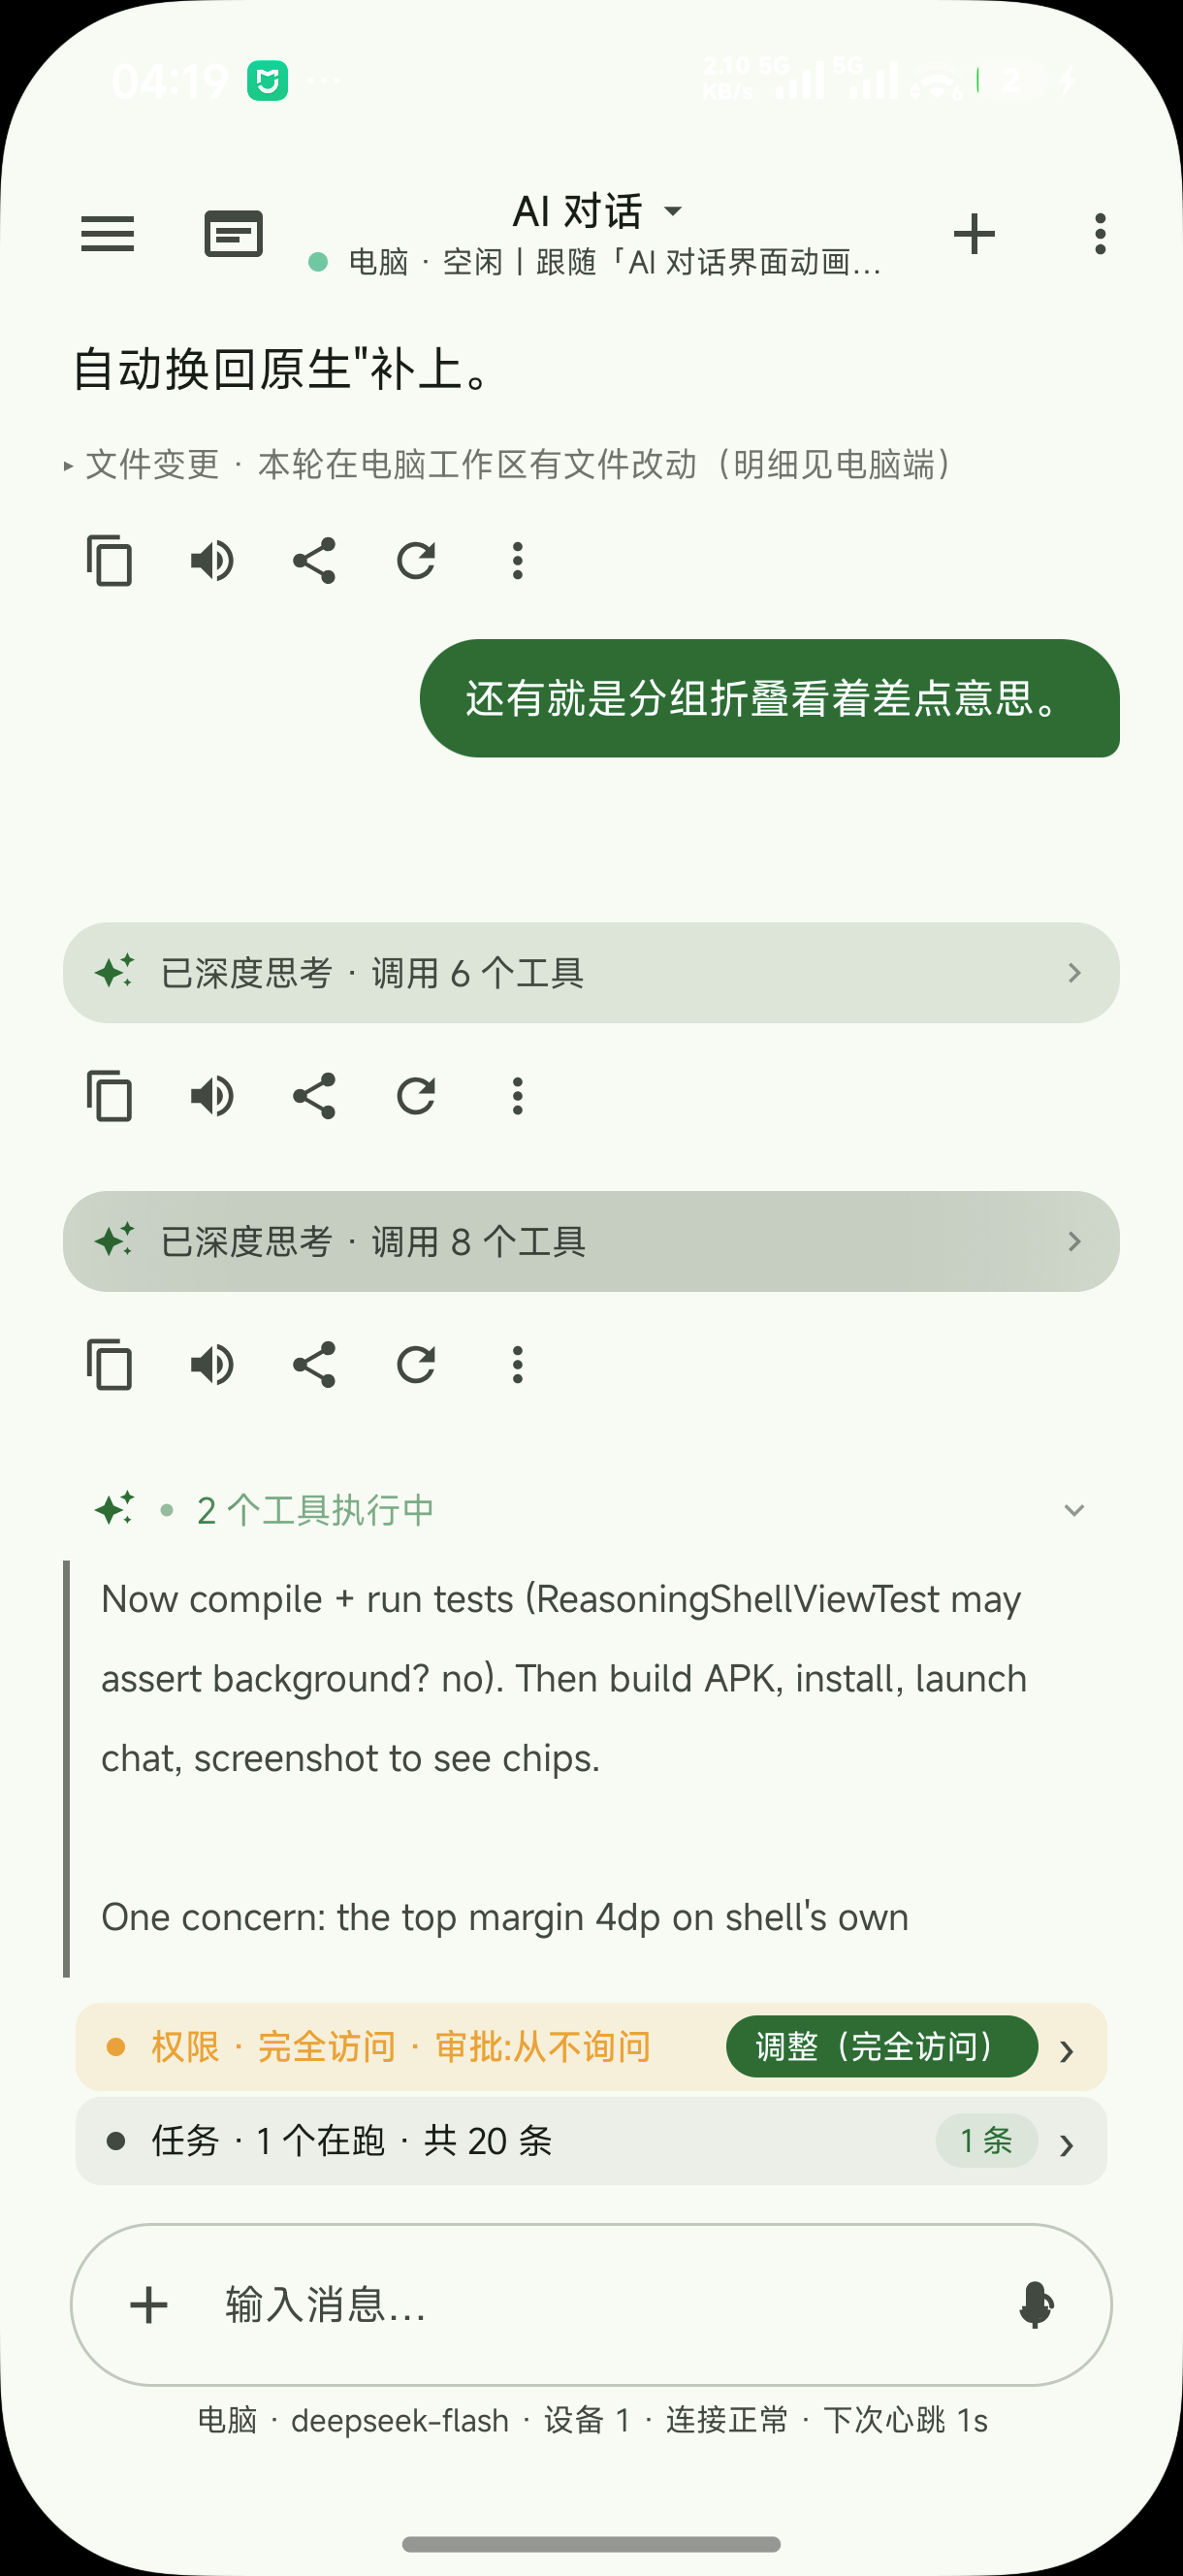 04:19 ... 2.10 KB/s 5G 5G 6 2
AI 对话
电脑 · 空闲 | 跟随「AI 对话界面动画...
自动换回原生"补上。
文件变更 · 本轮在电脑工作区有文件改动（明细见电脑端）
还有就是分组折叠看着差点意思。
已深度思考 · 调用 6 个工具
已深度思考 · 调用 8 个工具
2 个工具执行中
Now compile + run tests (ReasoningShellViewTest may
assert background? no). Then build APK, install, launch
chat, screenshot to see chips.
One concern: the top margin 4dp on shell's own
权限 · 完全访问 · 审批:从不询问 调整（完全访问）
任务 · 1 个在跑 · 共 20 条 1 条
输入消息...
电脑 · deepseek-flash · 设备 1 · 连接正常 · 下次心跳 1s